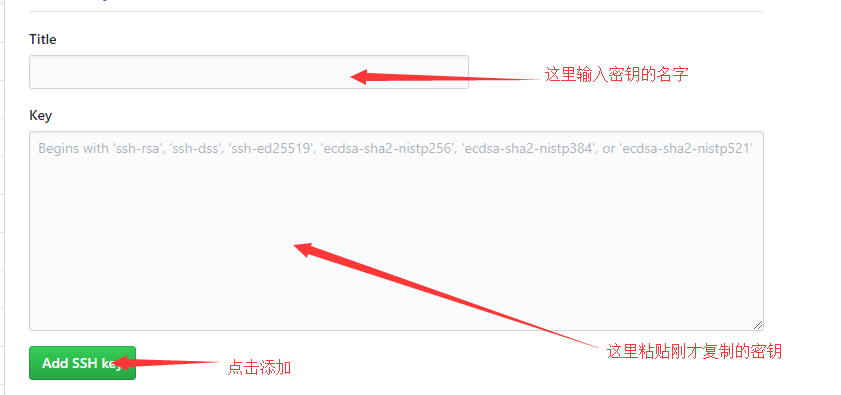 Title
这里输入密钥的名字
Key
Begins with 'ssh-rsa', 'ssh-dss', 'ssh-ed25519', 'ecdsa-sha2-nistp256', 'ecdsa-sha2-nistp384', or 'ecdsa-sha2-nistp521'
这里粘贴刚才复制的密钥
Add SSH key
点击添加